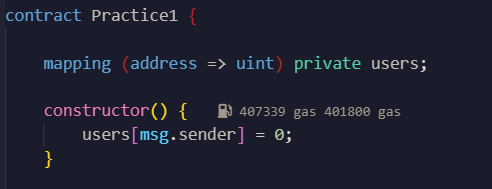 contract Practice1 {
mapping (address => uint) private users;
constructor() { 407339 gas 401800 gas
users[msg.sender] = 0;
}